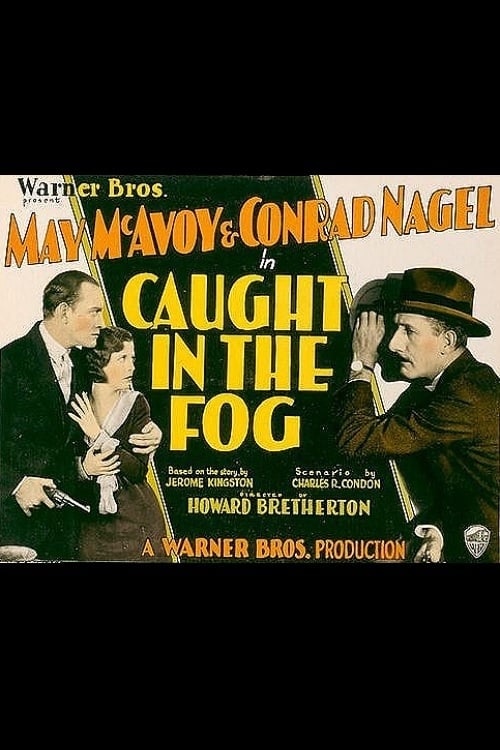 Warner Bros.
present
MAY McAVOY & CONRAD NAGEL
in
CAUGHT
IN THE
FOG
Based on the story, by
JEROME KINGSTON
Scenario by
CHARLES R. CONDON
DIRECTED BY
HOWARD BRETHERTON
A WARNER BROS. PRODUCTION